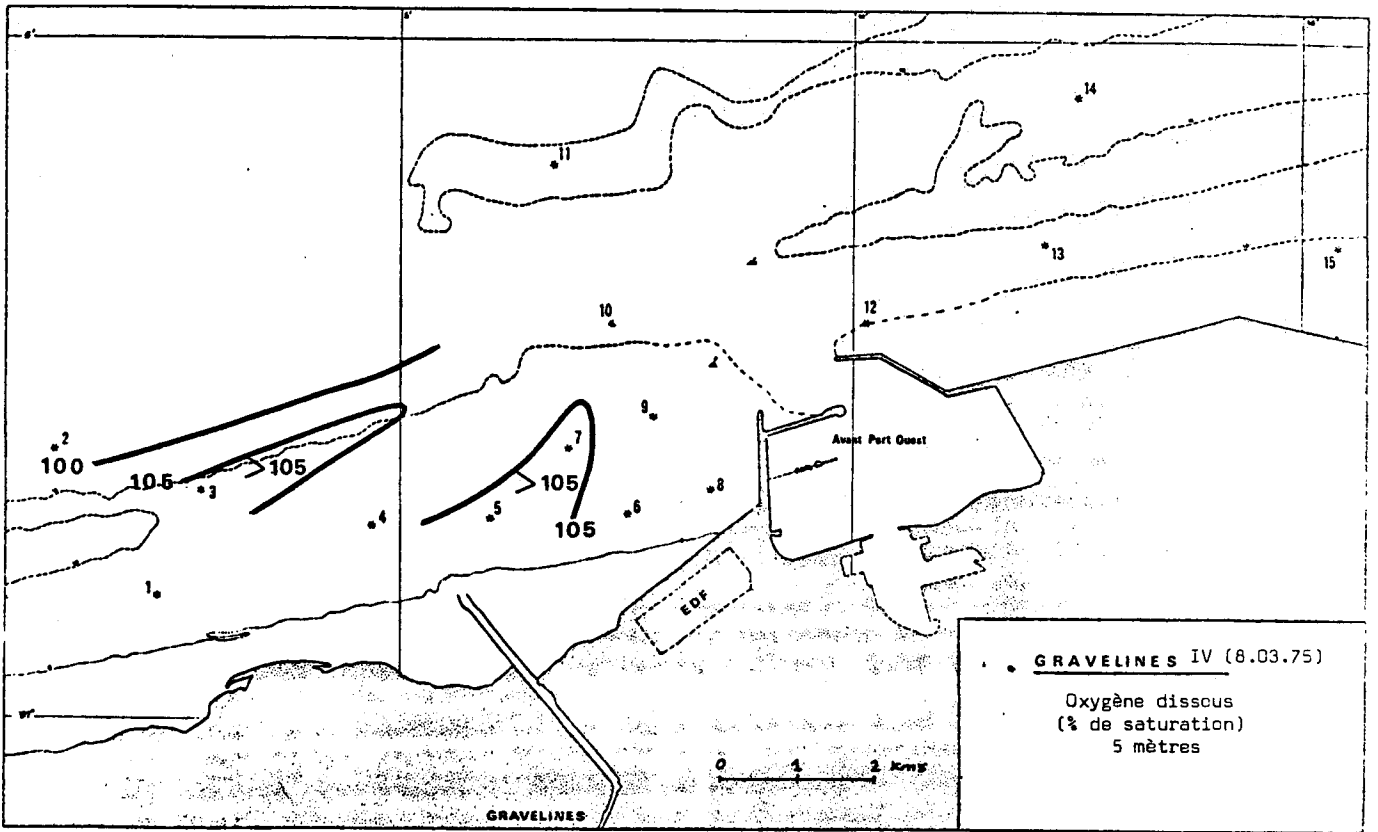 14
11
13
15
12
10
9
2
100
7
105
105
3
105
8
Avant Port Ouest
4
5
6
105
1
EDF
GRAVELINES IV (8.03.75)
Oxygène dissous
(% de saturation)
5 mètres
0 1 2 kms
GRAVELINES